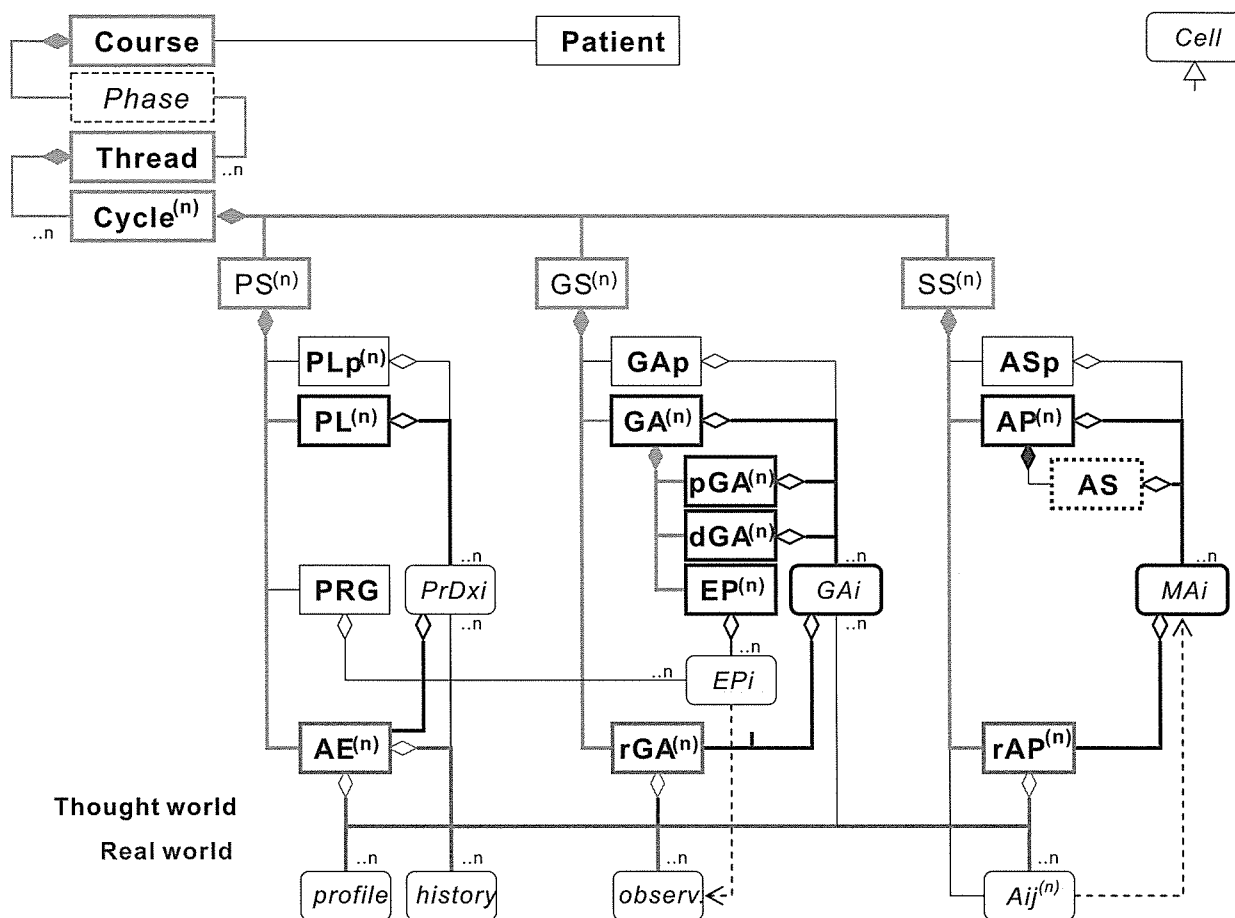 Course
Patient
Cell
Phase
Thread
..n
Cycle(n)
..n
PS(n)
GS(n)
SS(n)
PLp(n)
GAp
ASp
PL(n)
GA(n)
AP(n)
pGA(n)
AS
dGA(n)
..n
..n
..n
PRG
PrDxi
EP(n)
GAi
MAi
..n
..n
..n
..n
EPi
AE(n)
rGA(n)
rAP(n)
Thought world
Real world
..n
..n
..n
..n
profile
history
observ.
Aij(n)